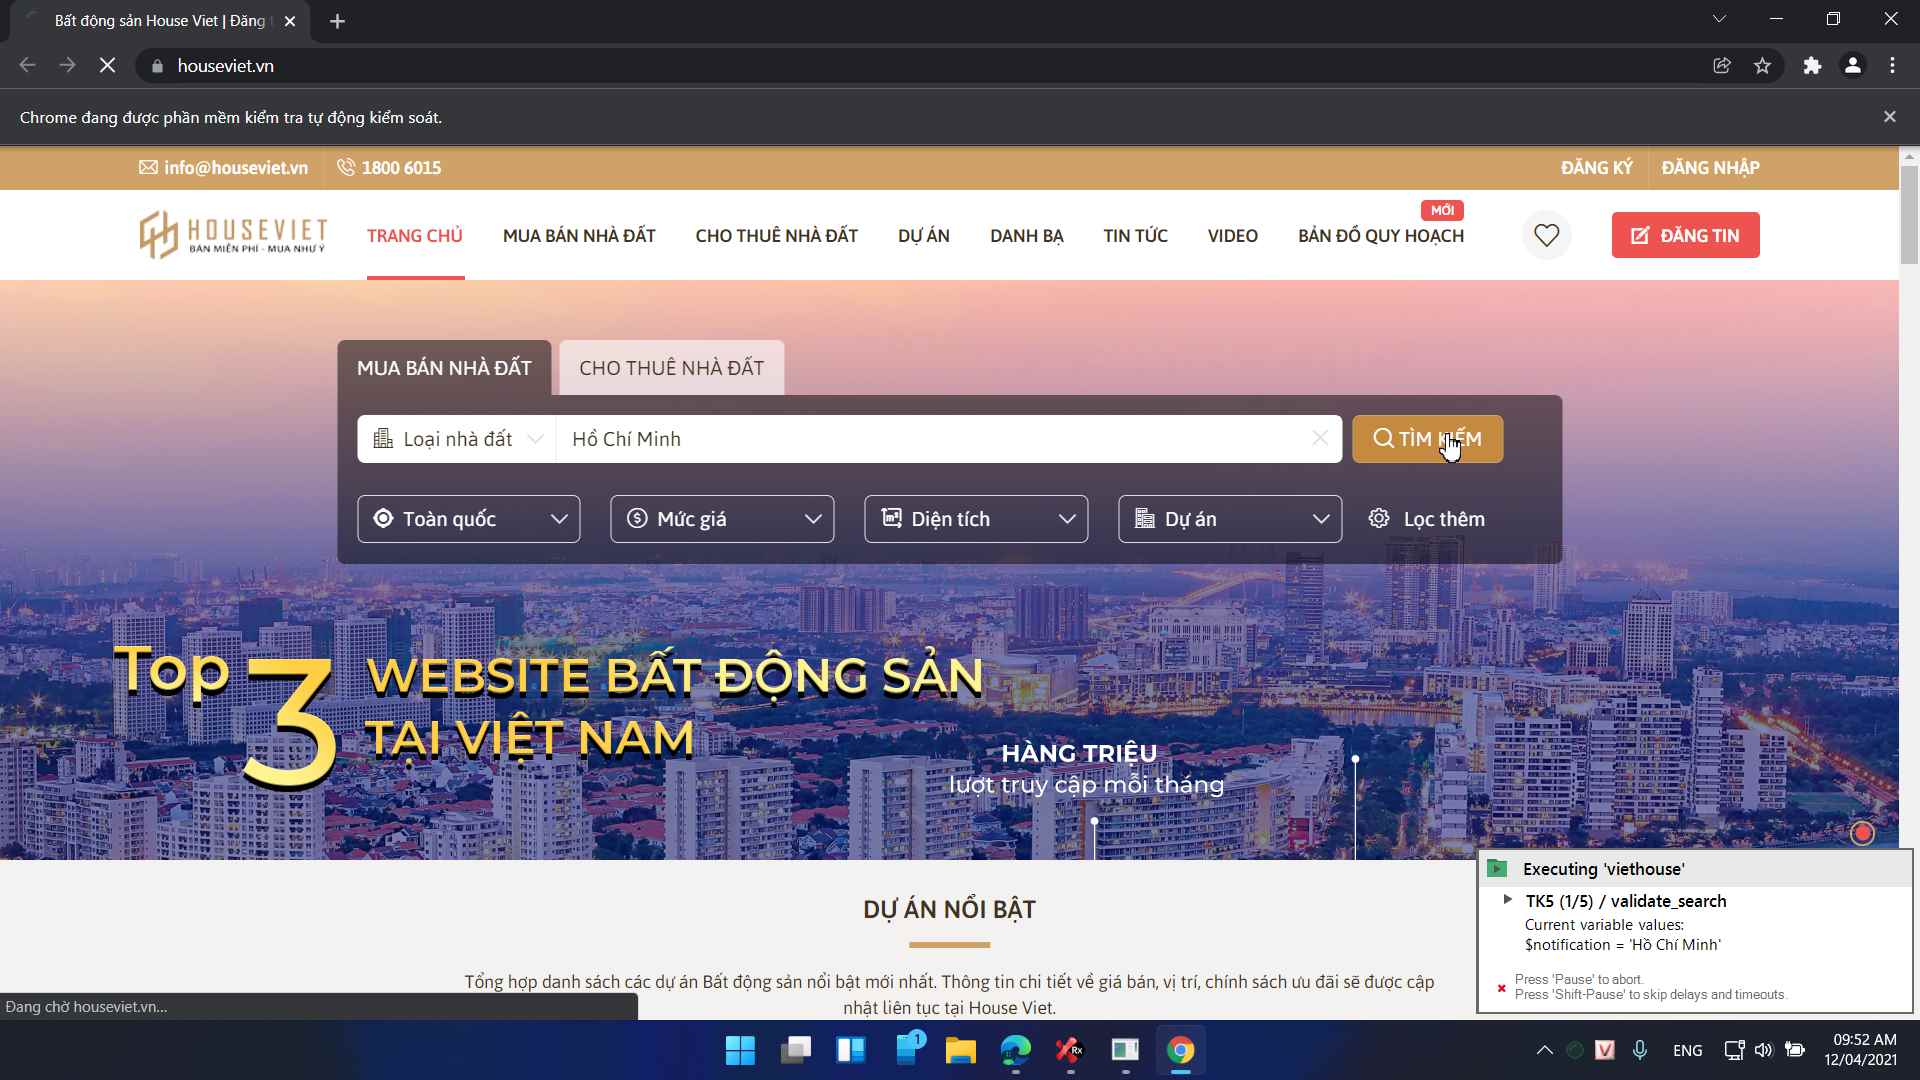 Bất động sản House Viet | Đăng t
houseviet.vn
Chrome đang được phần mềm kiểm tra tự động kiểm soát.
info@houseviet.vn 1800 6015 ĐĂNG KÝ ĐĂNG NHẬP
MỚI
HOUSEVIET
BÁN MIỄN PHÍ - MUA NHƯ Ý
TRANG CHỦ MUA BÁN NHÀ ĐẤT CHO THUÊ NHÀ ĐẤT DỰ ÁN DANH BẠ TIN TỨC VIDEO BẢN ĐỒ QUY HOẠCH ĐĂNG TIN
MUA BÁN NHÀ ĐẤT CHO THUÊ NHÀ ĐẤT
Loại nhà đất Hồ Chí Minh TÌM KIẾM
Toàn quốc Mức giá Diện tích Dự án Lọc thêm
Top 3 WEBSITE BẤT ĐỘNG SẢN
TẠI VIỆT NAM
HÀNG TRIỆU
lượt truy cập mỗi tháng
DỰ ÁN NỔI BẬT
Tổng hợp danh sách các dự án Bất động sản nổi bật mới nhất. Thông tin chi tiết về giá bán, vị trí, chính sách ưu đãi sẽ được cập
nhật liên tục tại House Viet.
Đang chờ houseviet.vn...
Executing 'viethouse'
TK5 (1/5) / validate_search
Current variable values:
$notification = 'Hồ Chí Minh'
Press 'Pause' to abort.
Press 'Shift-Pause' to skip delays and timeouts.
1
Rx
V
ENG
09:52 AM
12/04/2021